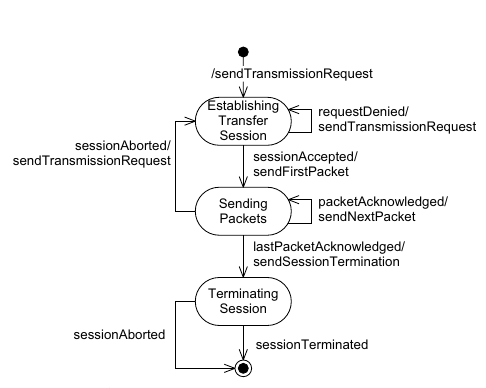 /sendTransmissionRequest
Establishing
Transfer
Session
requestDenied/
sendTransmissionRequest
sessionAborted/
sendTransmissionRequest
sessionAccepted/
sendFirstPacket
Sending
Packets
packetAcknowledged/
sendNextPacket
lastPacketAcknowledged/
sendSessionTermination
Terminating
Session
sessionAborted
sessionTerminated